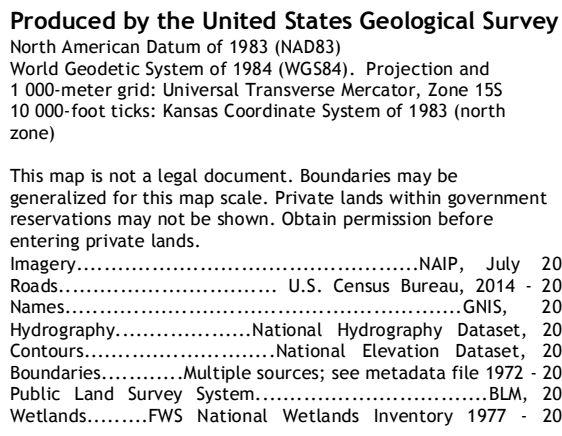 Produced by the United States Geological Survey
North American Datum of 1983 (NAD83)
World Geodetic System of 1984 (WGS84). Projection and
1 000-meter grid: Universal Transverse Mercator, Zone 15S
10 000-foot ticks: Kansas Coordinate System of 1983 (north
zone)
This map is not a legal document. Boundaries may be
generalized for this map scale. Private lands within government
reservations may not be shown. Obtain permission before
entering private lands.
Imagery..................................................NAIP, July 20
Roads................................ U.S. Census Bureau, 2014 - 20
Names..........................................................GNIS, 20
Hydrography....................National Hydrography Dataset, 20
Contours............................National Elevation Dataset, 20
Boundaries............Multiple sources; see metadata file 1972 - 20
Public Land Survey System..................................BLM, 20
Wetlands.........FWS National Wetlands Inventory 1977 - 20